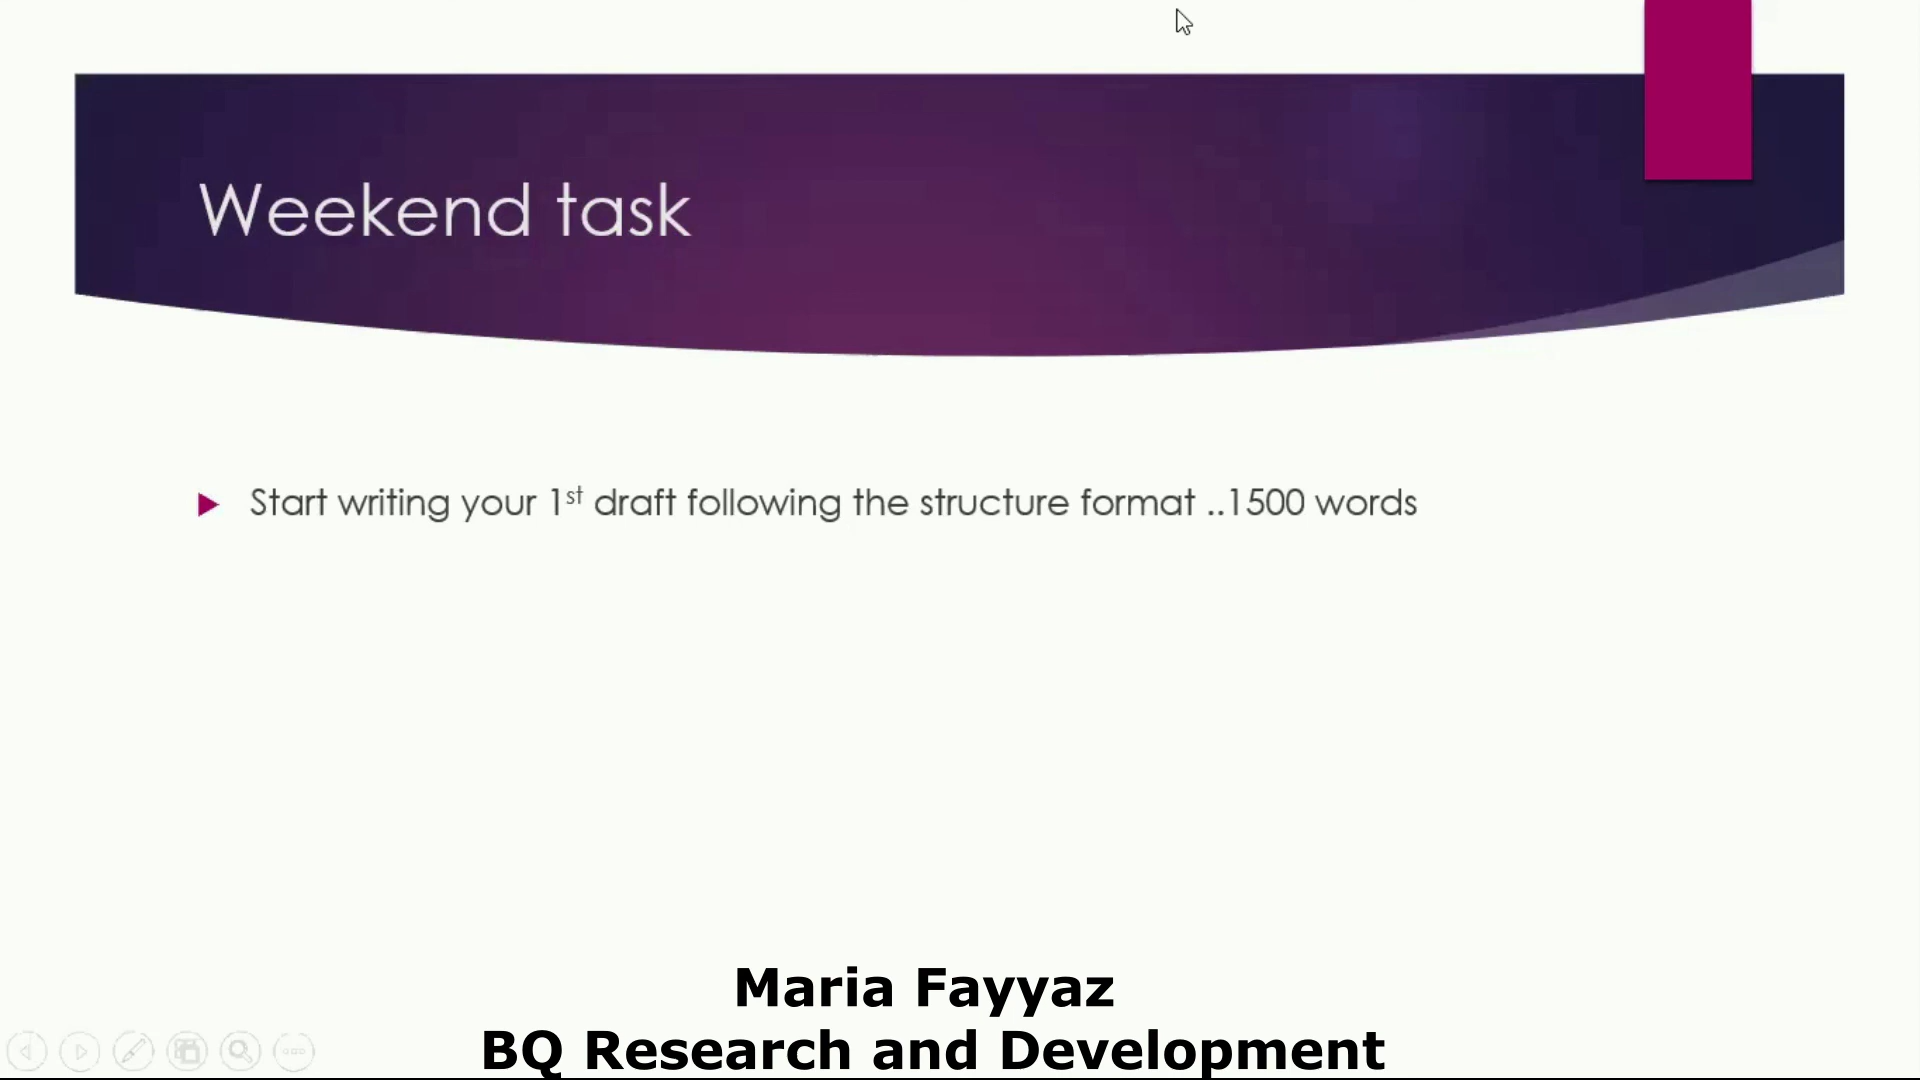 Weekend task
Start writing your 1st draft following the structure format ..1500 words
Maria Fayyaz
BQ Research and Development